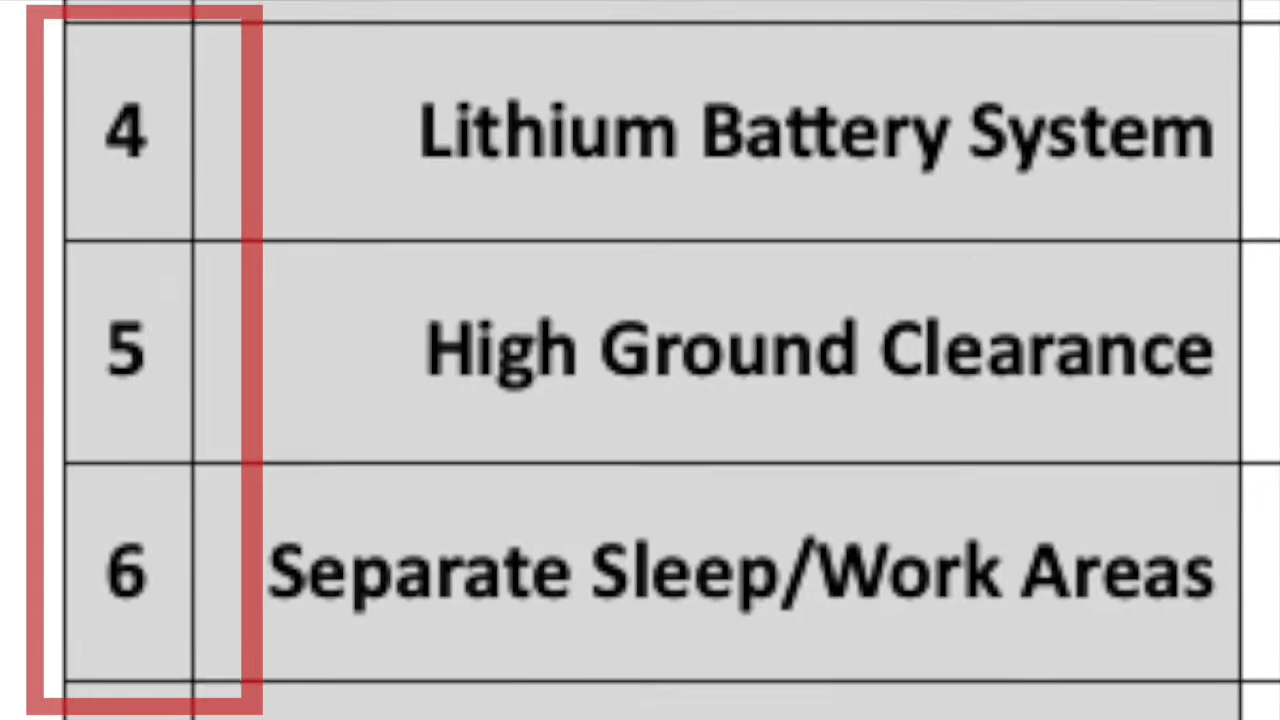 4 Lithium Battery System
5 High Ground Clearance
6 Separate Sleep/Work Areas